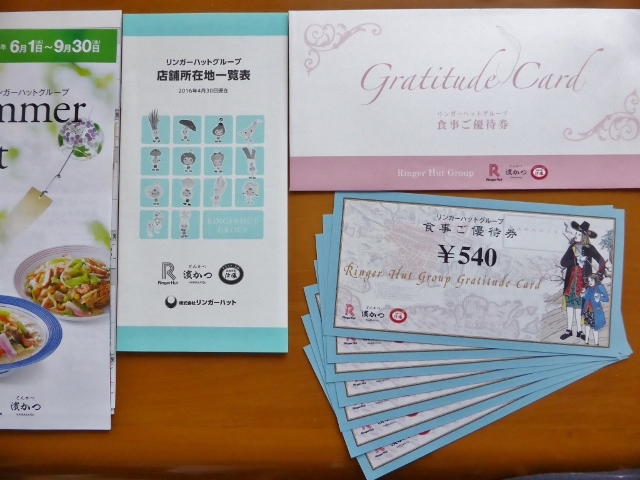 6月1日~9月30日
ンガーハットグループ
mmer
濵かつ
リンガーハットグループ
店舗所在地一覧表
2016年4月30日現在
RINGERHUT
GROUP
R
Ringer Hut
とんかつ
濵かつ
HAMAKATSU
株式会社リンガーハット
Gratitude Card
リンガーハットグループ
食事ご優待券
Ringer Hut Group
R
Ringer Hut
とんかつ
濵かつ
リンガーハットグループ
食事ご優待券
¥540
Ringer Hut Group Gratitude Card
R
Ringer Hut
とんかつ
濵かつ